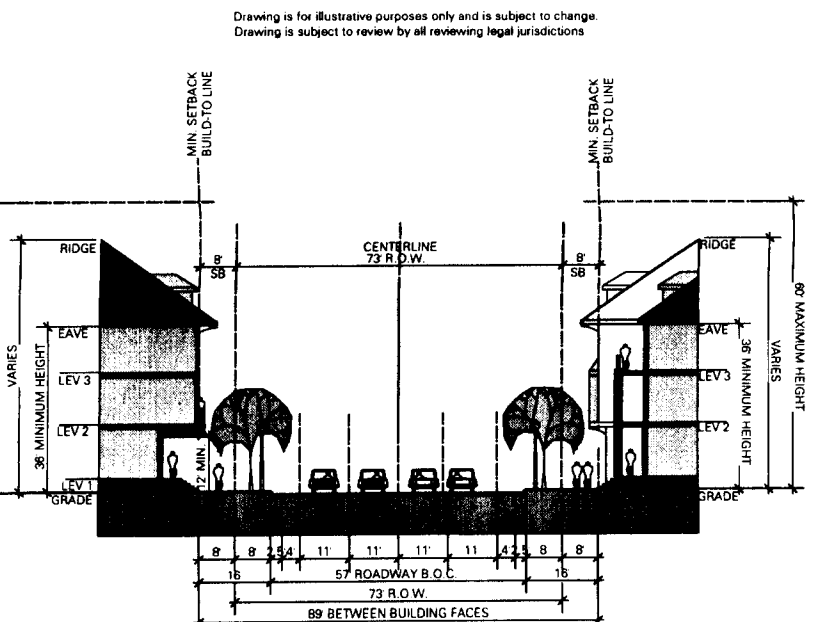 Drawing is for illustrative purposes only and is subject to change.
Drawing is subject to review by all reviewing legal jurisdictions
MIN. SETBACK
BUILD-TO LINE
MIN. SETBACK
BUILD-TO LINE
RIDGE
8'
SB
CENTERLINE
73' R.O.W.
8'
SB
RIDGE
EAVE
EAVE
VARIES
36' MINIMUM HEIGHT
LEV 3
LEV 3
36' MINIMUM HEIGHT
VARIES
60' MAXIMUM HEIGHT
LEV 2
LEV 2
12' MIN.
LEV 1
GRADE
GRADE
8' 8' 2.5' 4' 11' 11' 11' 11 4' 2.5 8 8'
16' 57' ROADWAY B.O.C. 16'
73' R.O.W.
89' BETWEEN BUILDING FACES